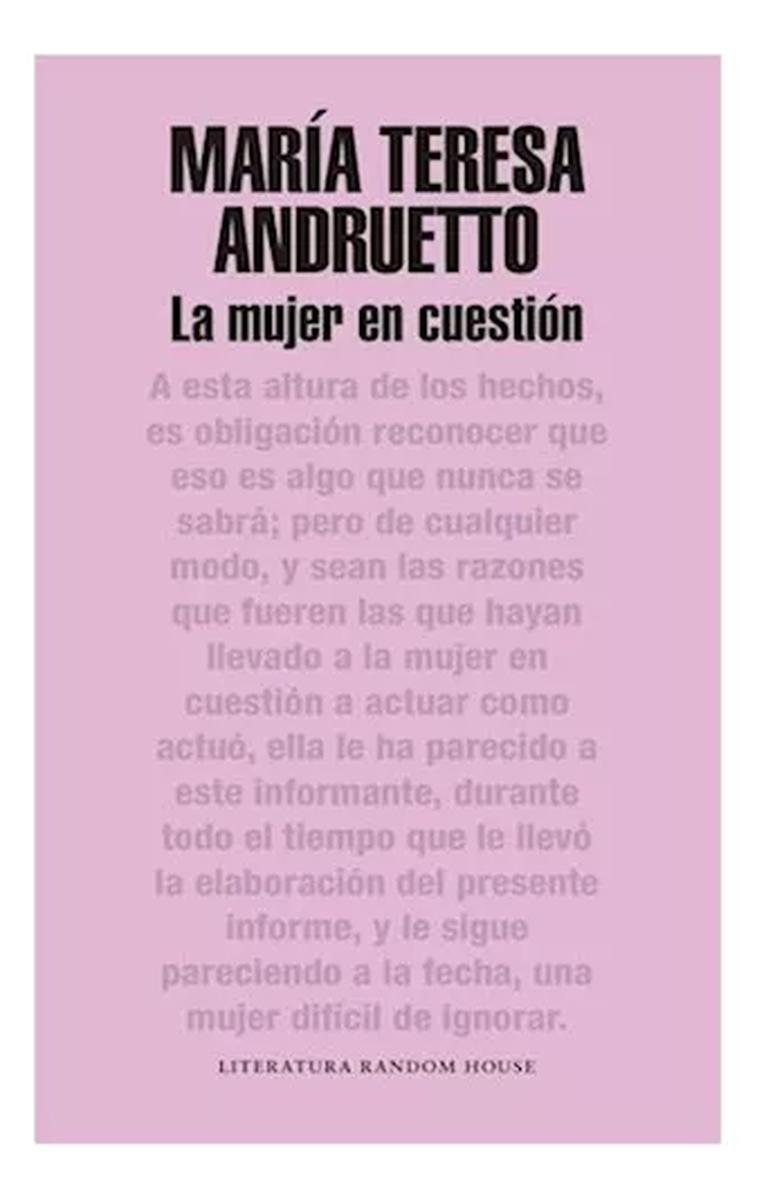 MARÍA TERESA
ANDRUETTO
La mujer en cuestión
A esta altura de los hechos,
es obligación reconocer que
eso es algo que nunca se
sabrá; pero de cualquier
modo, y sean las razones
que fueren las que hayan
llevado a la mujer en
cuestión a actuar como
actuó, ella le ha parecido a
este informante, durante
todo el tiempo que le llevó
la elaboración del presente
informe, y le sigue
pareciendo a la fecha, una
mujer difícil de ignorar.
LITERATURA RANDOM HOUSE